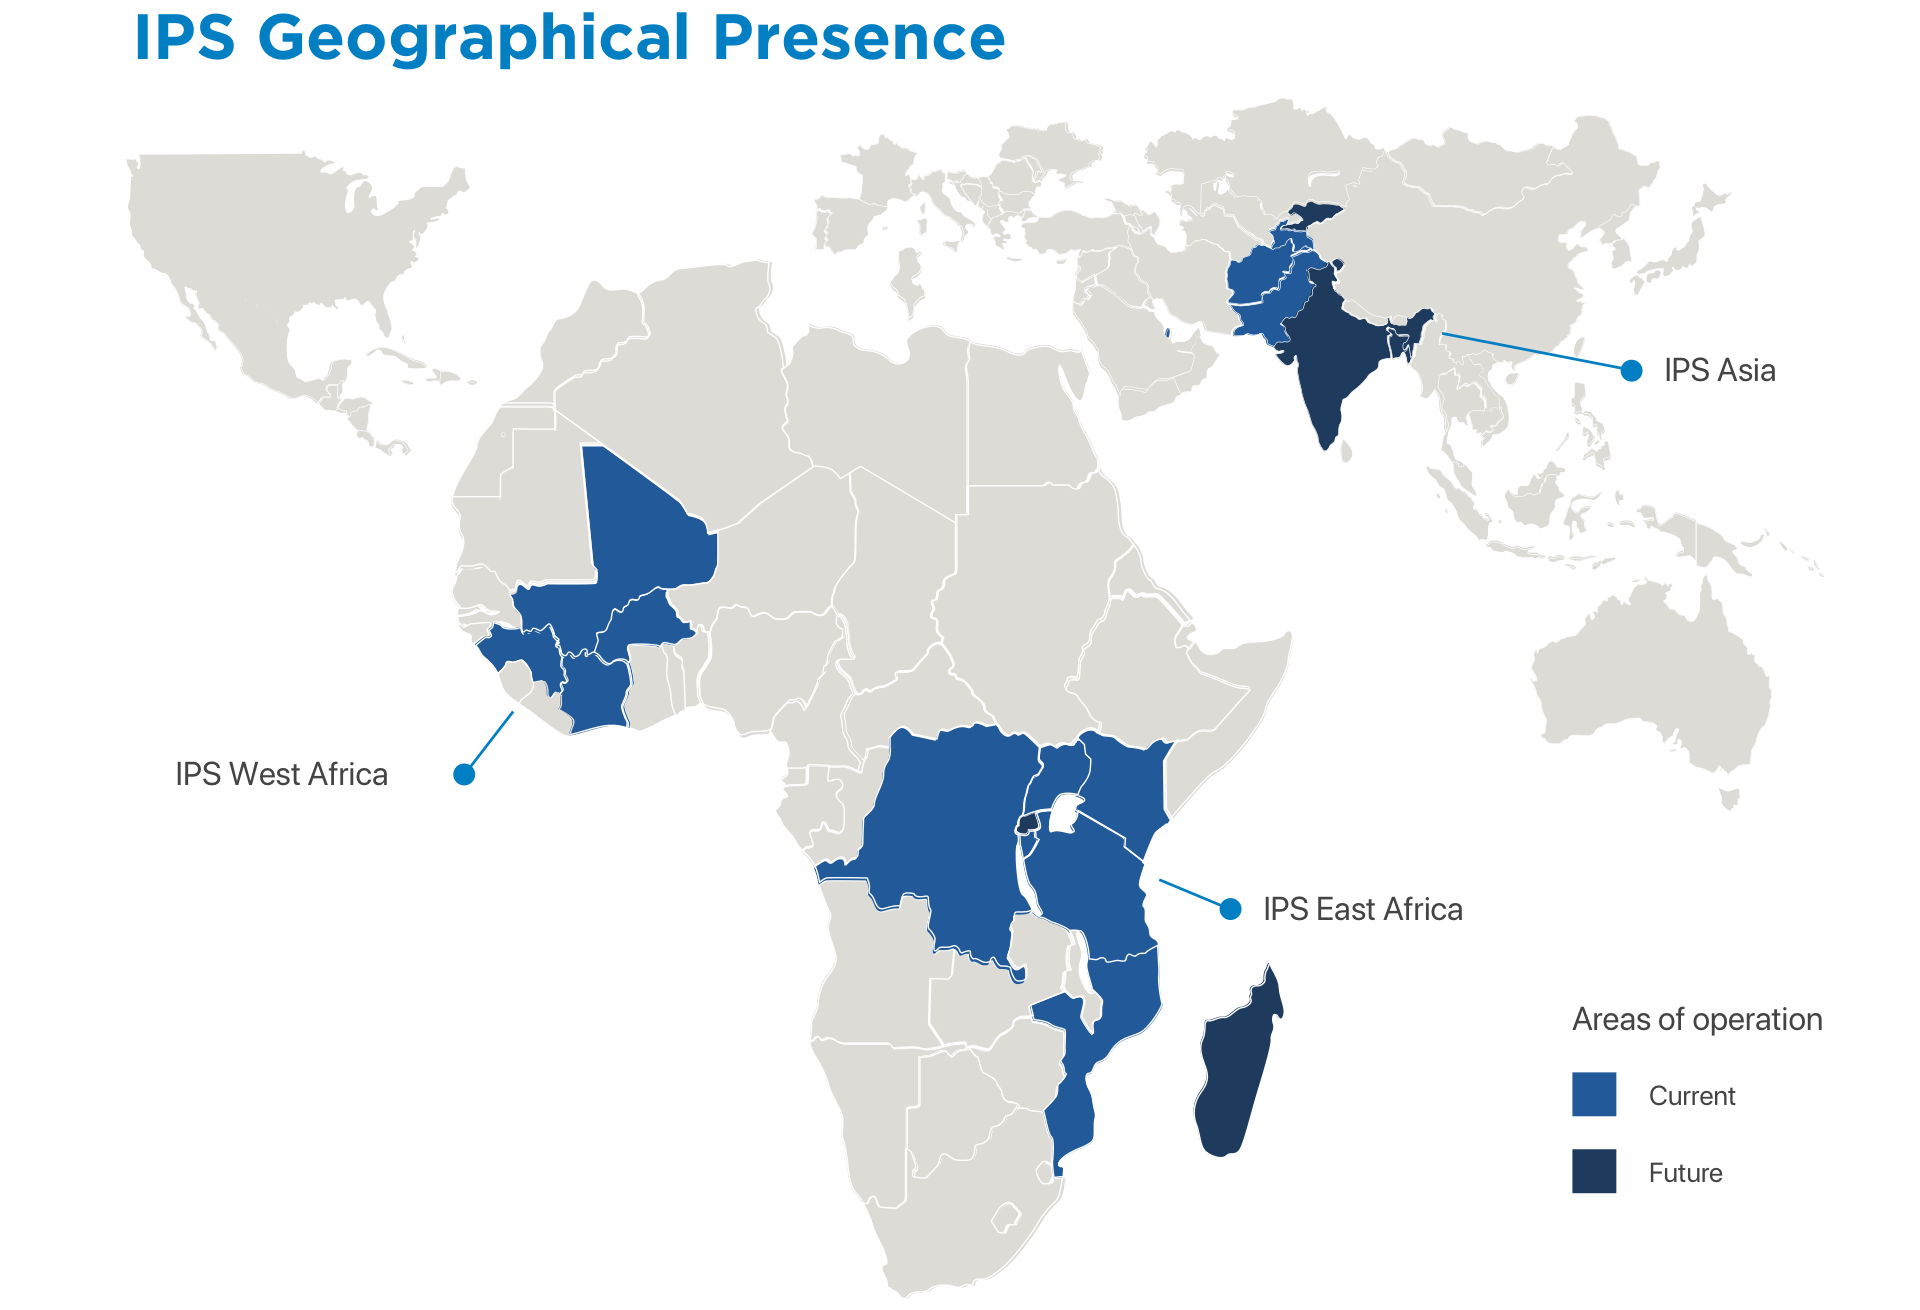 IPS Geographical Presence
IPS Asia
IPS West Africa
IPS East Africa
Areas of operation
Current
Future